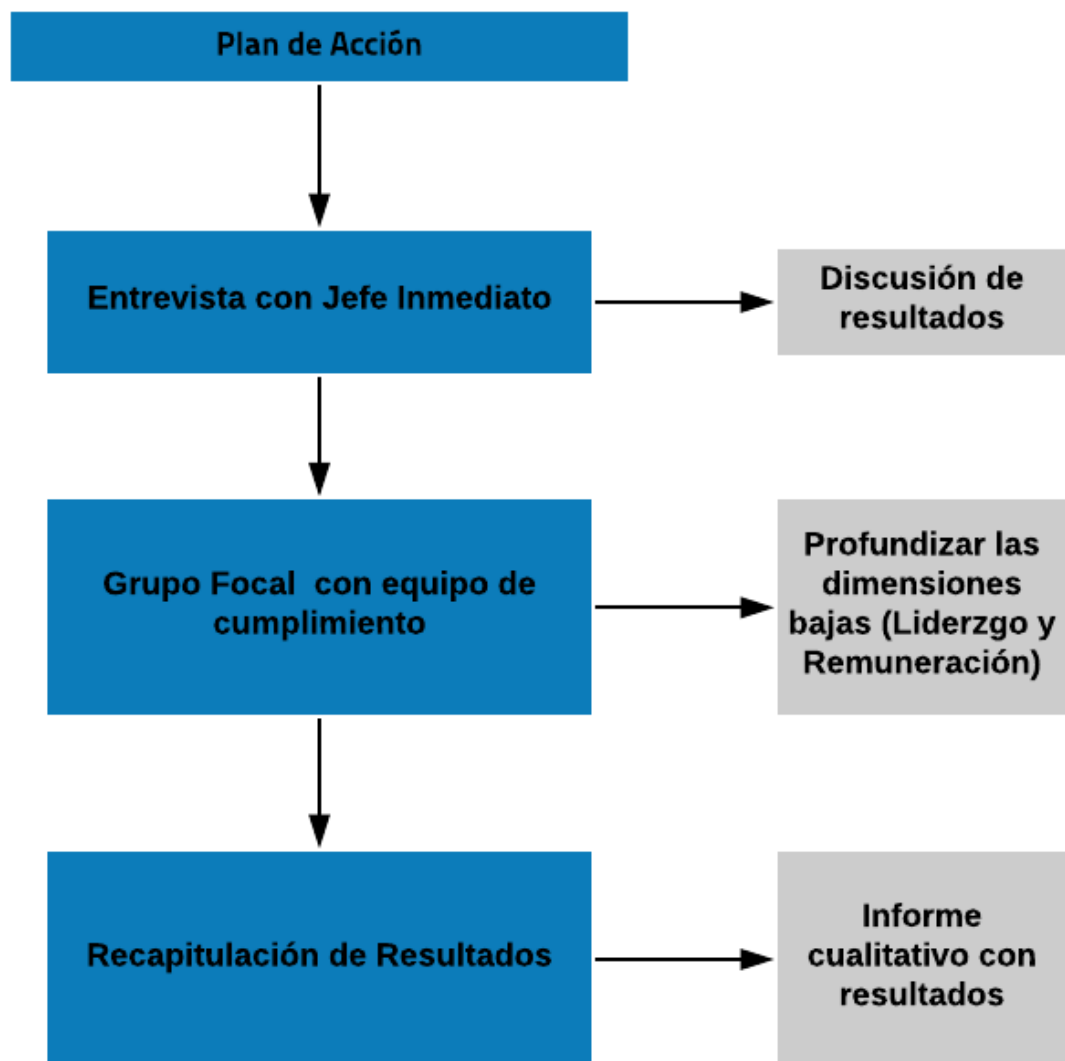 Plan de Acción
Entrevista con Jefe Inmediato
Discusión de
resultados
Grupo Focal con equipo de
cumplimiento
Profundizar las
dimensiones
bajas (Liderzgo y
Remuneración)
Recapitulación de Resultados
Informe
cualitativo con
resultados